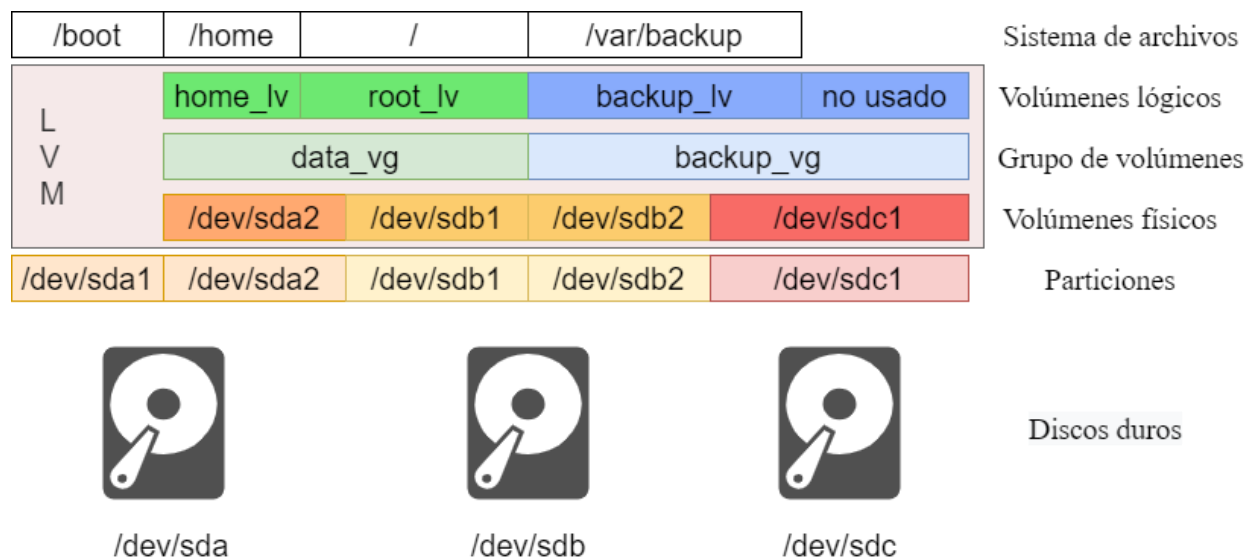 /boot /home / /var/backup Sistema de archivos
home_lv root_lv backup_lv no usado Volúmenes lógicos
L
V
M
data_vg backup_vg Grupo de volúmenes
/dev/sda2 /dev/sdb1 /dev/sdb2 /dev/sdc1 Volúmenes físicos
/dev/sda1 /dev/sda2 /dev/sdb1 /dev/sdb2 /dev/sdc1 Particiones
Discos duros
/dev/sda /dev/sdb /dev/sdc